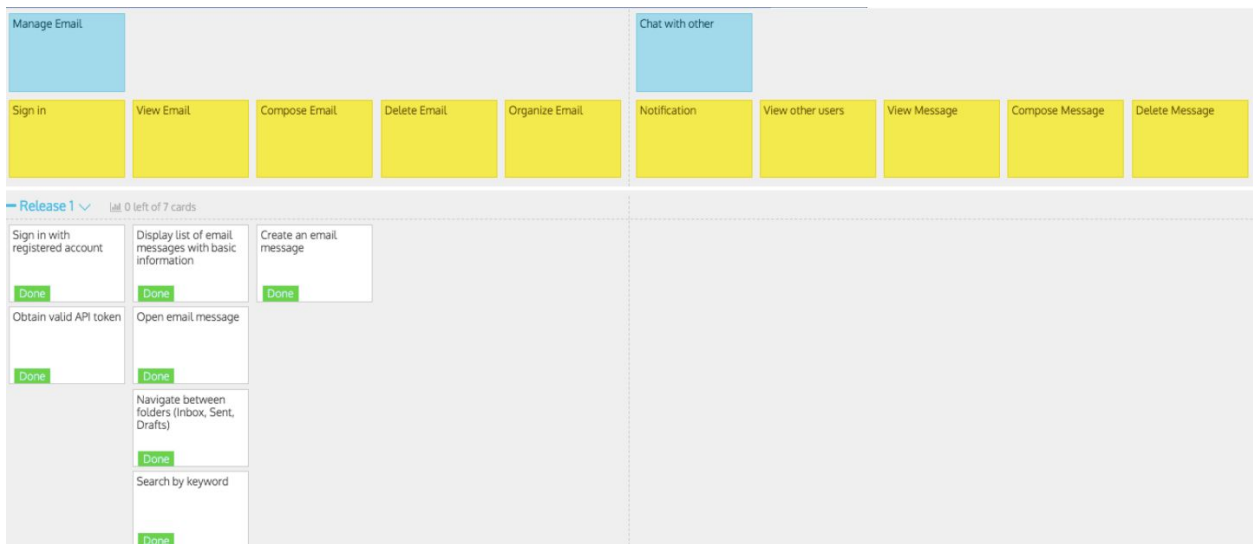 Manage Email
Chat with other
Sign in
View Email
Compose Email
Delete Email
Organize Email
Notification
View other users
View Message
Compose Message
Delete Message
Release 1
0 left of 7 cards
Sign in with
registered account
Done
Display list of email
messages with basic
information
Done
Create an email
message
Done
Obtain valid API token
Done
Open email message
Done
Navigate between
folders (Inbox, Sent,
Drafts)
Done
Search by keyword
Done